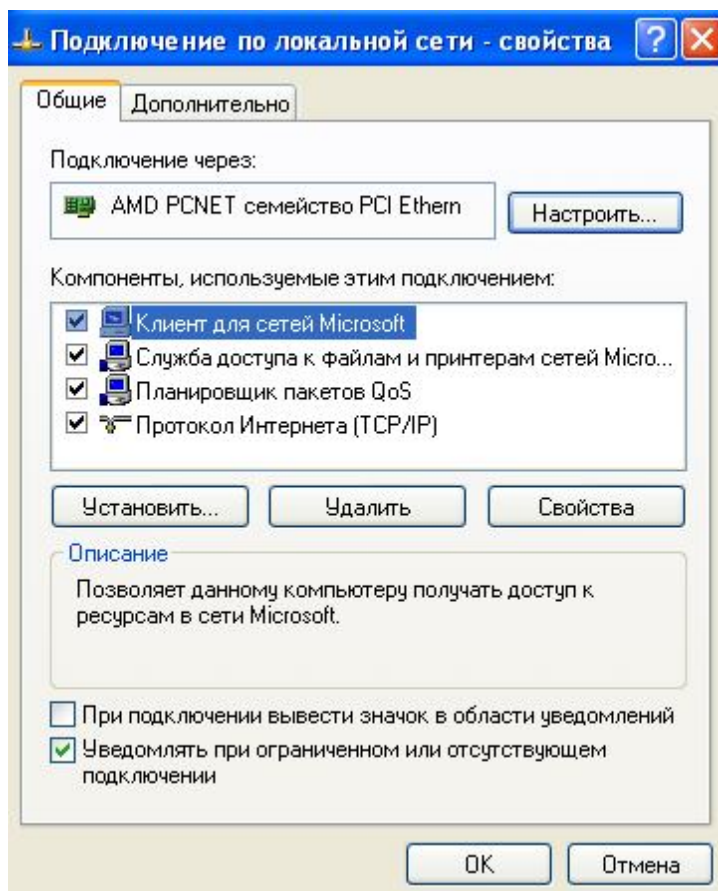 Подключение по локальной сети - свойства
Общие
Дополнительно
Подключение через:
AMD PCNET семейство PCI Ethern
Настроить...
Компоненты, используемые этим подключением:
Клиент для сетей Microsoft
Служба доступа к файлам и принтерам сетей Micro...
Планировщик пакетов QoS
Протокол Интернета (TCP/IP)
Установить...
Удалить
Свойства
Описание
Позволяет данному компьютеру получать доступ к
ресурсам в сети Microsoft.
При подключении вывести значок в области уведомлений
Уведомлять при ограниченном или отсутствующем
подключении
OK
Отмена